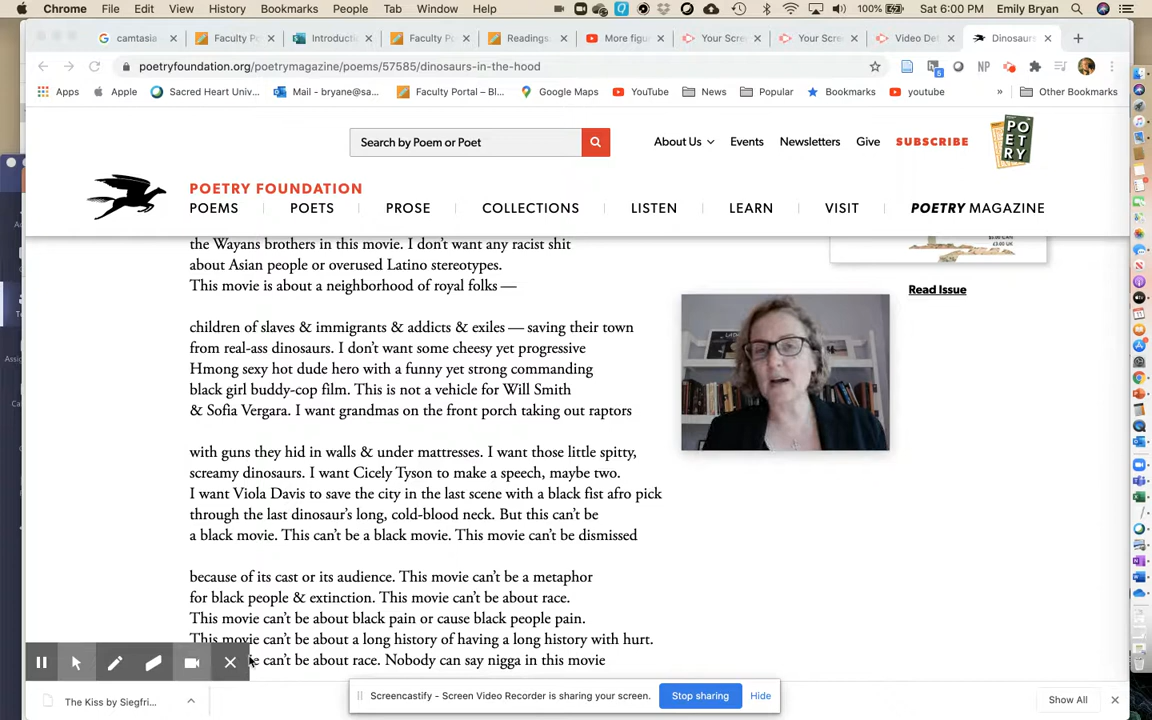 Chrome File Edit View History Bookmarks People Tab Window Help 100% Sat 6:00 PM Emily Bryan
camtasia Faculty P Introducti Faculty P Readings More figu Your Scre Your Scre Video Det Dinosaurs
poetryfoundation.org/poetrymagazine/poems/57585/dinosaurs-in-the-hood NP
Apps Apple Sacred Heart Univ... Mail - bryane@sa... Faculty Portal – Bl... Google Maps YouTube News Popular Bookmarks youtube » Other Bookmarks
Search by Poem or Poet About Us Events Newsletters Give SUBSCRIBE POETRY
POETRY FOUNDATION
POEMS POETS PROSE COLLECTIONS LISTEN LEARN VISIT POETRY MAGAZINE
the Wayans brothers in this movie. I don't want any racist shit
about Asian people or overused Latino stereotypes.
This movie is about a neighborhood of royal folks —
Read Issue
children of slaves & immigrants & addicts & exiles — saving their town
from real-ass dinosaurs. I don't want some cheesy yet progressive
Hmong sexy hot dude hero with a funny yet strong commanding
black girl buddy-cop film. This is not a vehicle for Will Smith
& Sofia Vergara. I want grandmas on the front porch taking out raptors
with guns they hid in walls & under mattresses. I want those little spitty,
screamy dinosaurs. I want Cicely Tyson to make a speech, maybe two.
I want Viola Davis to save the city in the last scene with a black fist afro pick
through the last dinosaur's long, cold-blood neck. But this can't be
a black movie. This can't be a black movie. This movie can't be dismissed
because of its cast or its audience. This movie can't be a metaphor
for black people & extinction. This movie can't be about race.
This movie can't be about black pain or cause black people pain.
This movie can't be about a long history of having a long history with hurt.
can't be about race. Nobody can say nigga in this movie
Screencastify - Screen Video Recorder is sharing your screen. Stop sharing Hide
The Kiss by Siegfri... Show All